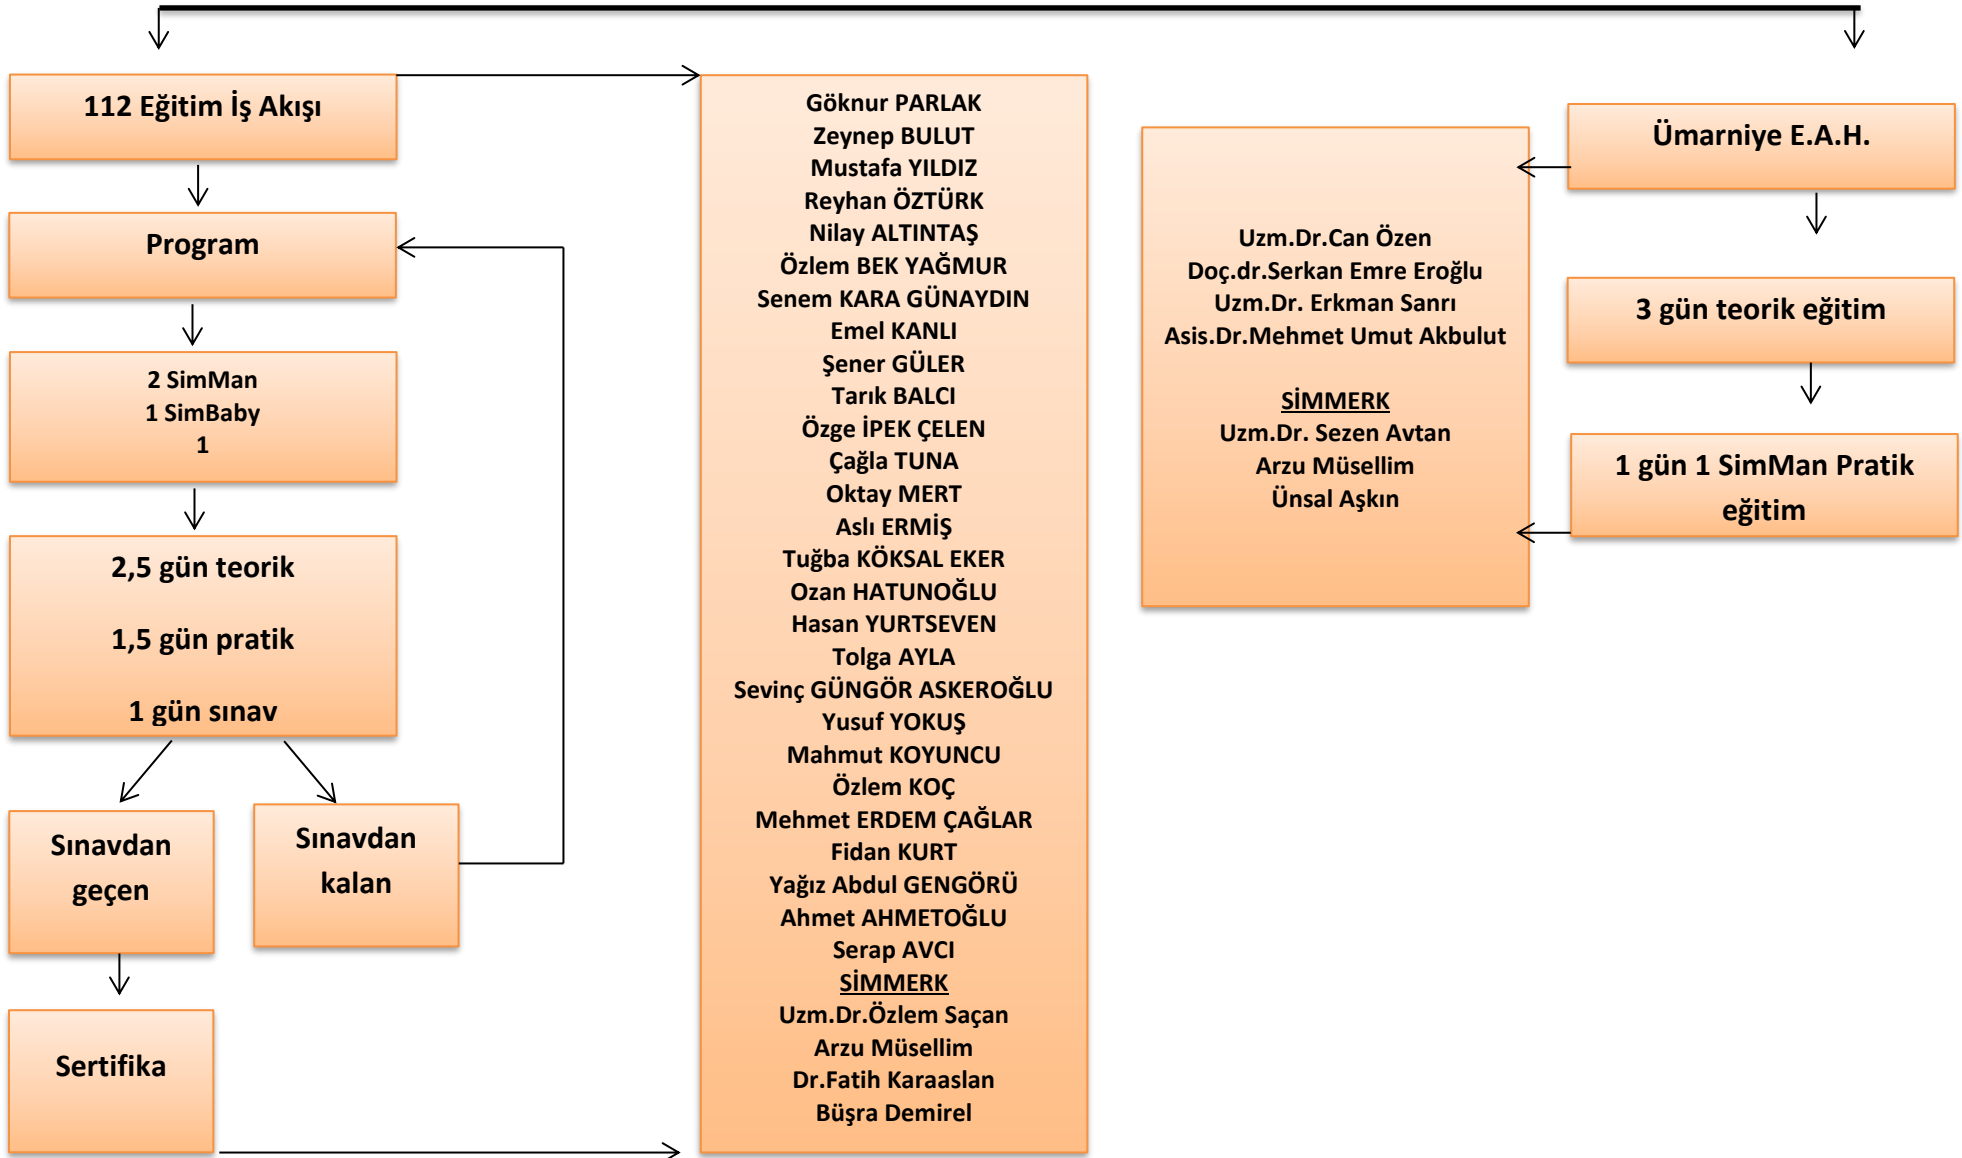 112 Eğitim İş Akışı
Program
2 SimMan
1 SimBaby
1
2,5 gün teorik
1,5 gün pratik
1 gün sınav
Sınavdan
geçen
Sınavdan
kalan
Sertifika
Göknur PARLAK
Zeynep BULUT
Mustafa YILDIZ
Reyhan ÖZTÜRK
Nilay ALTINTAŞ
Özlem BEK YAĞMUR
Senem KARA GÜNAYDIN
Emel KANLI
Şener GÜLER
Tarık BALCI
Özge İPEK ÇELEN
Çağla TUNA
Oktay MERT
Aslı ERMİŞ
Tuğba KÖKSAL EKER
Ozan HATUNOĞLU
Hasan YURTSEVEN
Tolga AYLA
Sevinç GÜNGÖR ASKEROĞLU
Yusuf YOKUŞ
Mahmut KOYUNCU
Özlem KOÇ
Mehmet ERDEM ÇAĞLAR
Fidan KURT
Yağız Abdul GENGÖRÜ
Ahmet AHMETOĞLU
Serap AVCI
SİMMERK
Uzm.Dr.Özlem Saçan
Arzu Müsellim
Dr.Fatih Karaaslan
Büşra Demirel
Uzm.Dr.Can Özen
Doç.dr.Serkan Emre Eroğlu
Uzm.Dr. Erkman Sanrı
Asis.Dr.Mehmet Umut Akbulut
SİMMERK
Uzm.Dr. Sezen Avtan
Arzu Müsellim
Ünsal Aşkın
Ümarniye E.A.H.
3 gün teorik eğitim
1 gün 1 SimMan Pratik
eğitim